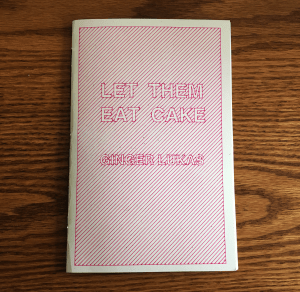 LET THEM
EAT CAKE
GINGER LUKAS